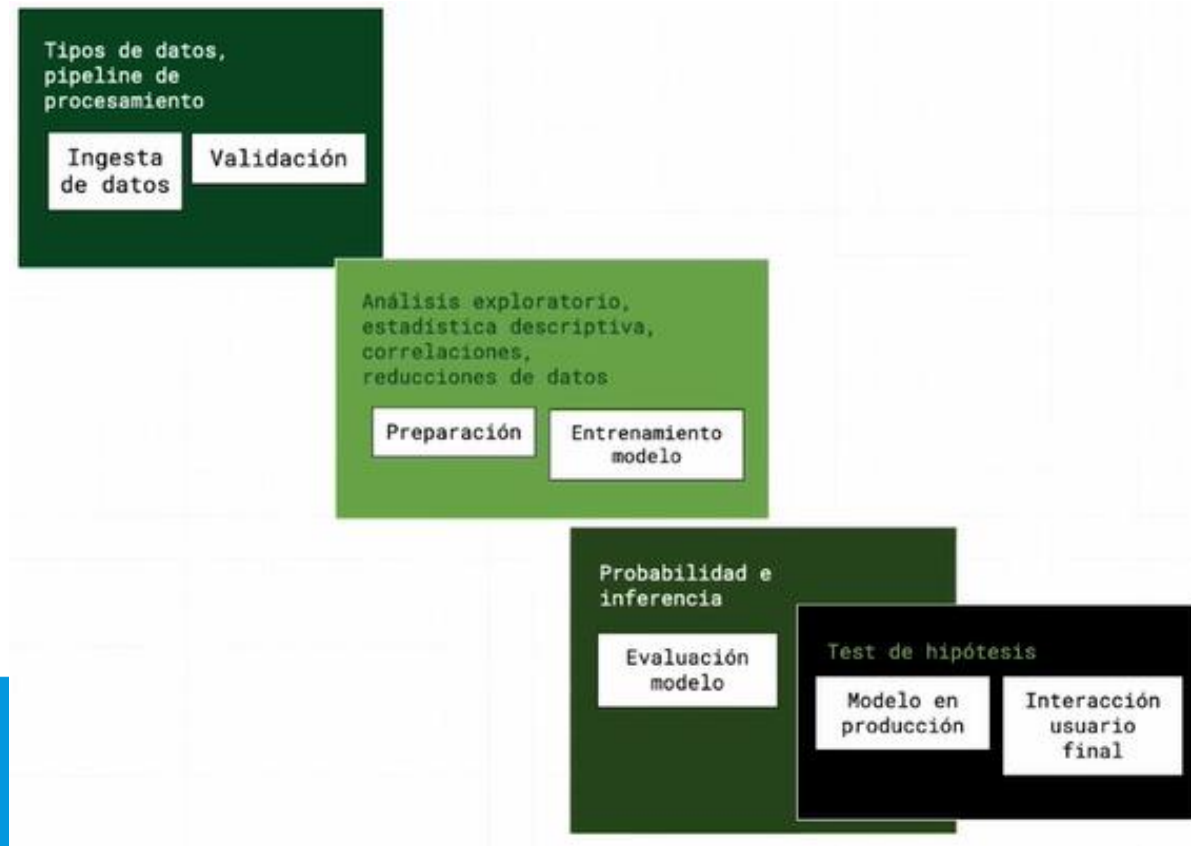 Tipos de datos,
pipeline de
procesamiento
Ingesta
de datos
Validación
Análisis exploratorio,
estadística descriptiva,
correlaciones,
reducciones de datos
Preparación
Entrenamiento
modelo
Probabilidad e
inferencia
Evaluación
modelo
Test de hipótesis
Modelo en
producción
Interacción
usuario
final